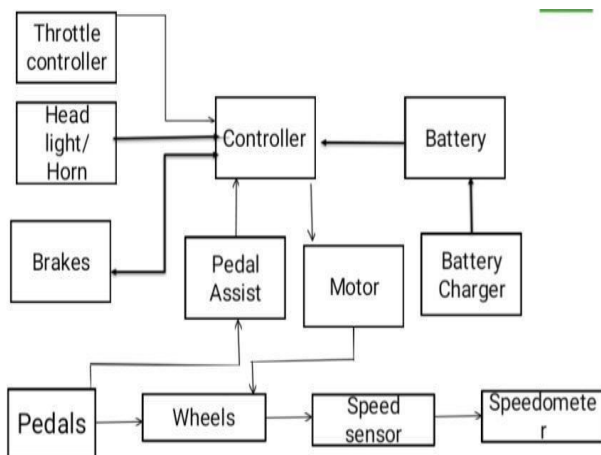 Throttle
controller
Head
light/
Horn
Controller
Battery
Brakes
Pedal
Assist
Motor
Battery
Charger
Pedals
Wheels
Speed
sensor
Speedomete
r